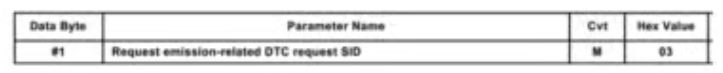 Data Byte Parameter Name Cvt Hex Value
#1 Request emission-related DTC request SID M 03